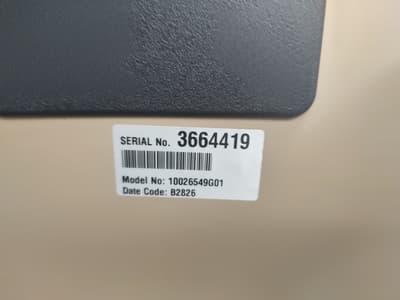 SERIAL No. 3664419
Model No: 10026549G01
Date Code: B2826